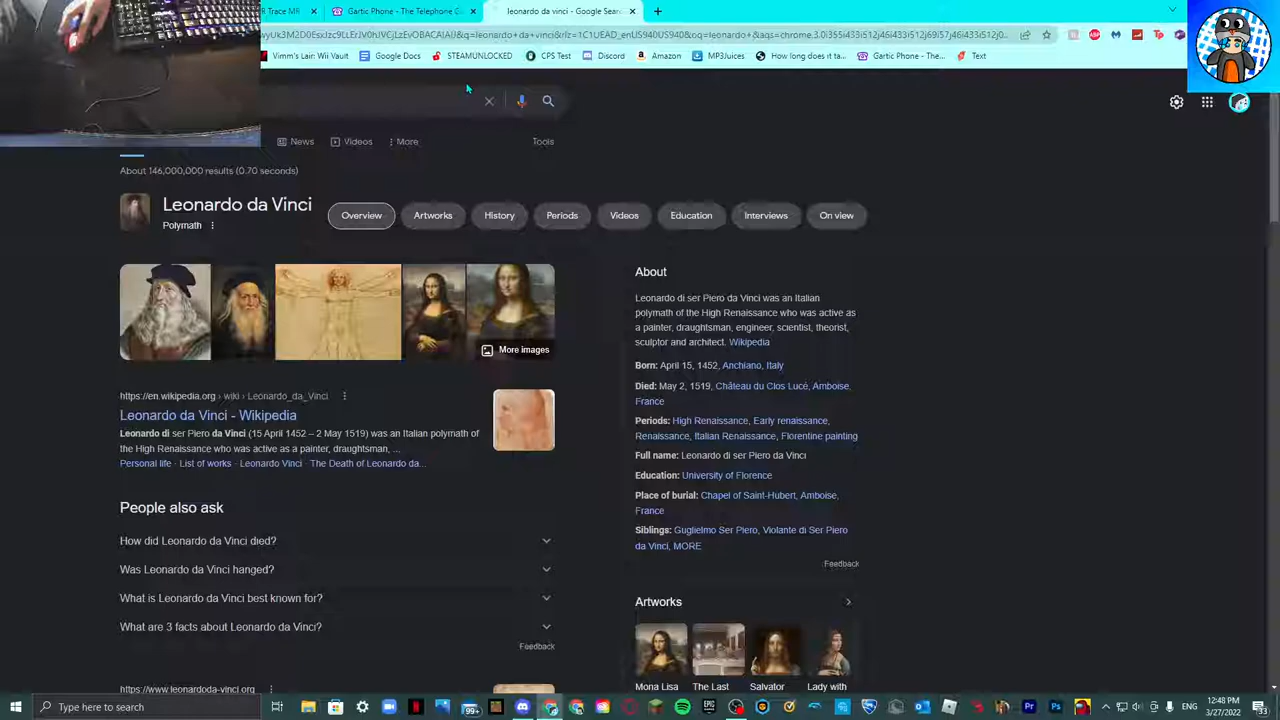 Trace MR
Gartic Phone - The Telephone G
leonardo da vinci - Google Sear
Vimm's Lair: Wii Vault
Google Docs
STEAMUNLOCKED
CPS Test
Discord
Amazon
MP3Juices
How long does it ta...
Gartic Phone - The...
Text
News
Videos
More
Tools
About 146,000,000 results (0.70 seconds)
Leonardo da Vinci
Polymath
Overview
Artworks
History
Periods
Videos
Education
Interviews
On view
More images
https://en.wikipedia.org › wiki › Leonardo_da_Vinci
Leonardo da Vinci - Wikipedia
Leonardo di ser Piero da Vinci (15 April 1452 – 2 May 1519) was an Italian polymath of
the High Renaissance who was active as a painter, draughtsman, ...
Personal life · List of works · Leonardo Vinci · The Death of Leonardo da...
People also ask
How did Leonardo da Vinci died?
Was Leonardo da Vinci hanged?
What is Leonardo da Vinci best known for?
What are 3 facts about Leonardo da Vinci?
Feedback
https://www.leonardoda-vinci.org
About
Leonardo di ser Piero da Vinci was an Italian
polymath of the High Renaissance who was active as
a painter, draughtsman, engineer, scientist, theorist,
sculptor and architect. Wikipedia
Born: April 15, 1452, Anchiano, Italy
Died: May 2, 1519, Château du Clos Lucé, Amboise,
France
Periods: High Renaissance, Early renaissance,
Renaissance, Italian Renaissance, Florentine painting
Full name: Leonardo di ser Piero da Vinci
Education: University of Florence
Place of burial: Chapel of Saint-Hubert, Amboise,
France
Siblings: Guglielmo Ser Piero, Violante di Ser Piero
da Vinci, MORE
Feedback
Artworks
Mona Lisa
The Last
Salvator
Lady with
Type here to search
99+
ENG
12:48 PM
3/27/2022